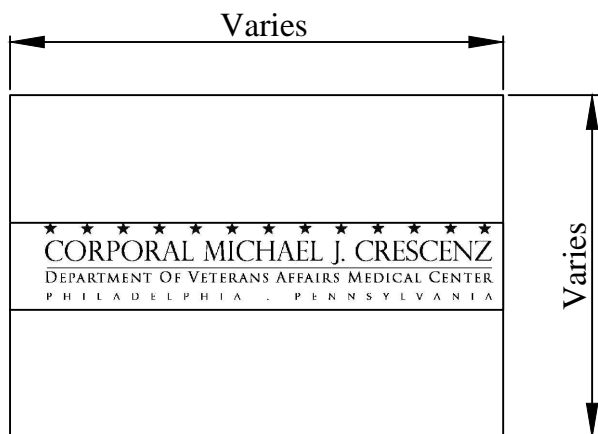 Varies
★ ★ ★ ★ ★ ★ ★ ★ ★ ★ ★ ★ ★
CORPORAL MICHAEL J. CRESCENZ
DEPARTMENT OF VETERANS AFFAIRS MEDICAL CENTER
PHILADELPHIA . PENNSYLVANIA
Varies